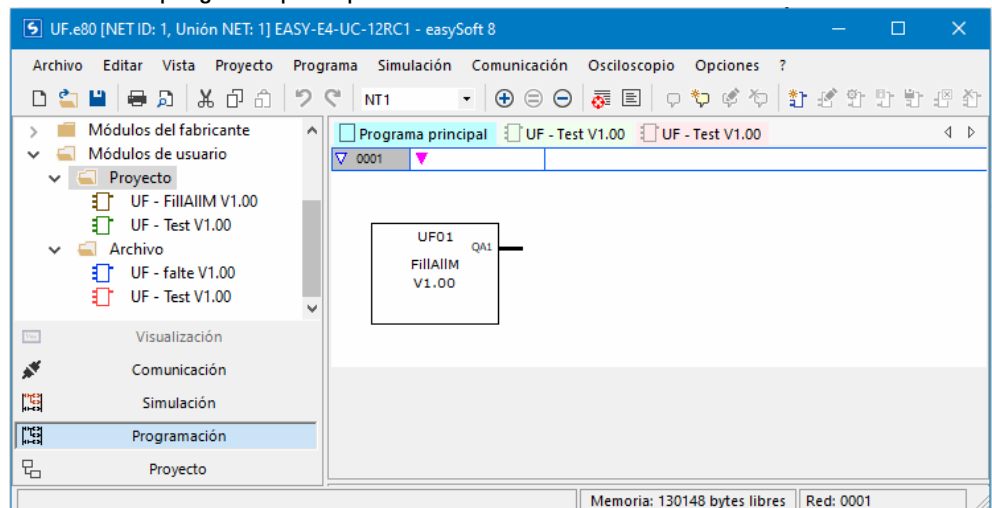 UF.e80 [NET ID: 1, Unión NET: 1] EASY-E4-UC-12RC1 - easySoft 8
Archivo Editar Vista Proyecto Programa Simulación Comunicación Osciloscopio Opciones ?
NT1
Módulos del fabricante
Módulos de usuario
Proyecto
UF - FillAllM V1.00
UF - Test V1.00
Archivo
UF - falte V1.00
UF - Test V1.00
Visualización
Comunicación
Simulación
Programación
Proyecto
Programa principal UF - Test V1.00 UF - Test V1.00
0001
UF01
QA1
FillAllM
V1.00
Memoria: 130148 bytes libres Red: 0001